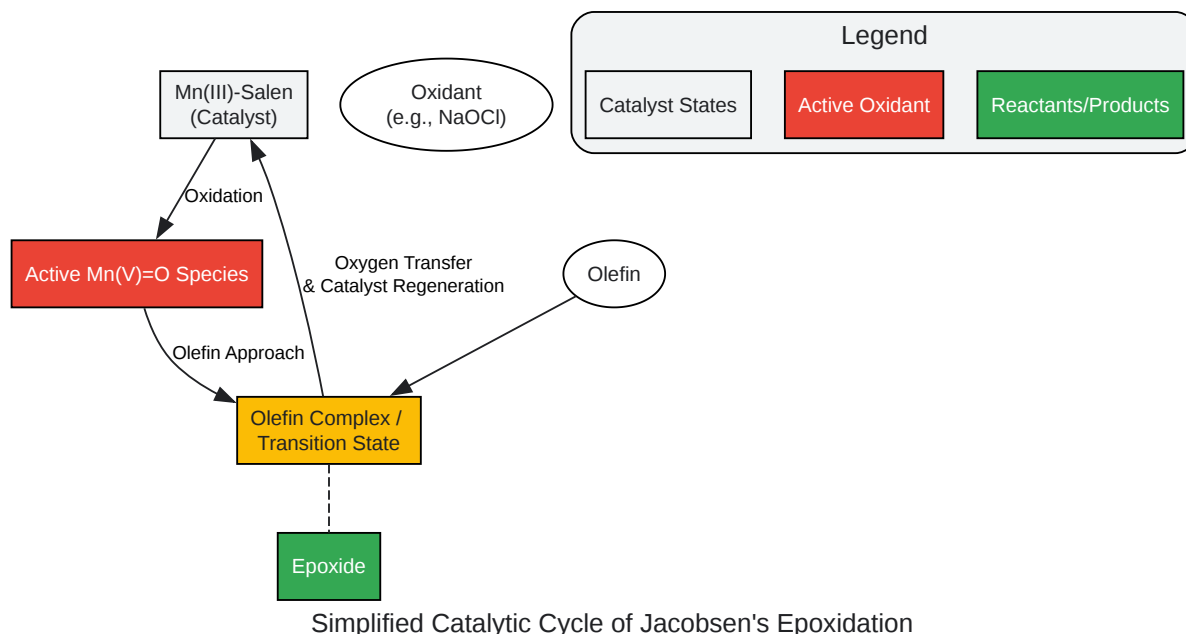 Legend
Mn(III)-Salen
(Catalyst)
Oxidant
(e.g., NaOCl)
Catalyst States
Active Oxidant
Reactants/Products
Oxidation
Active Mn(V)=O Species
Oxygen Transfer
& Catalyst Regeneration
Olefin
Olefin Approach
Olefin Complex /
Transition State
Epoxide
Simplified Catalytic Cycle of Jacobsen's Epoxidation